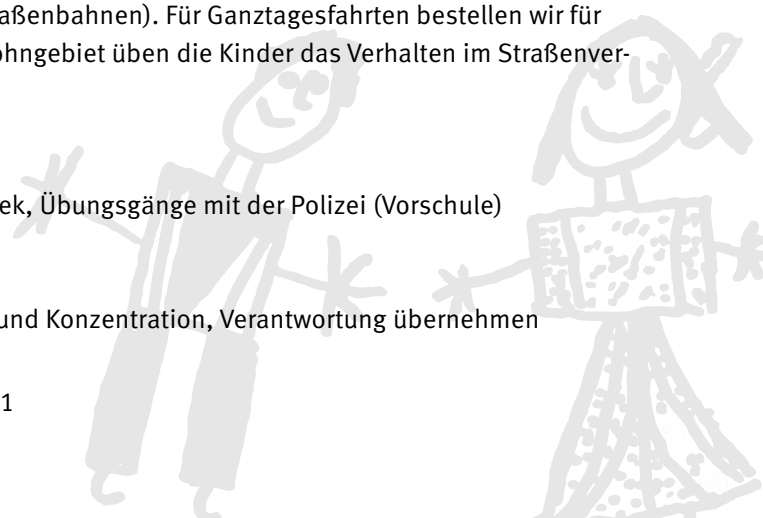 aßenbahnen). Für Ganztagesfahrten bestellen wir für
ohngebiet üben die Kinder das Verhalten im Straßenver-
ek, Übungsgänge mit der Polizei (Vorschule)
und Konzentration, Verantwortung übernehmen
1